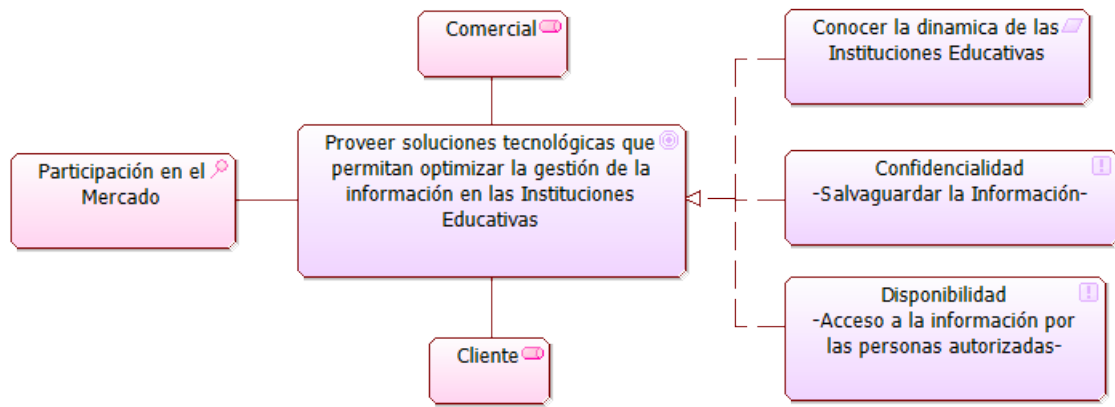 Comercial
Conocer la dinamica de las
Instituciones Educativas
Participación en el
Mercado
Proveer soluciones tecnológicas que
permitan optimizar la gestión de la
información en las Instituciones
Educativas
Confidencialidad
-Salvaguardar la Información-
Disponibilidad
-Acceso a la información por
las personas autorizadas-
Cliente